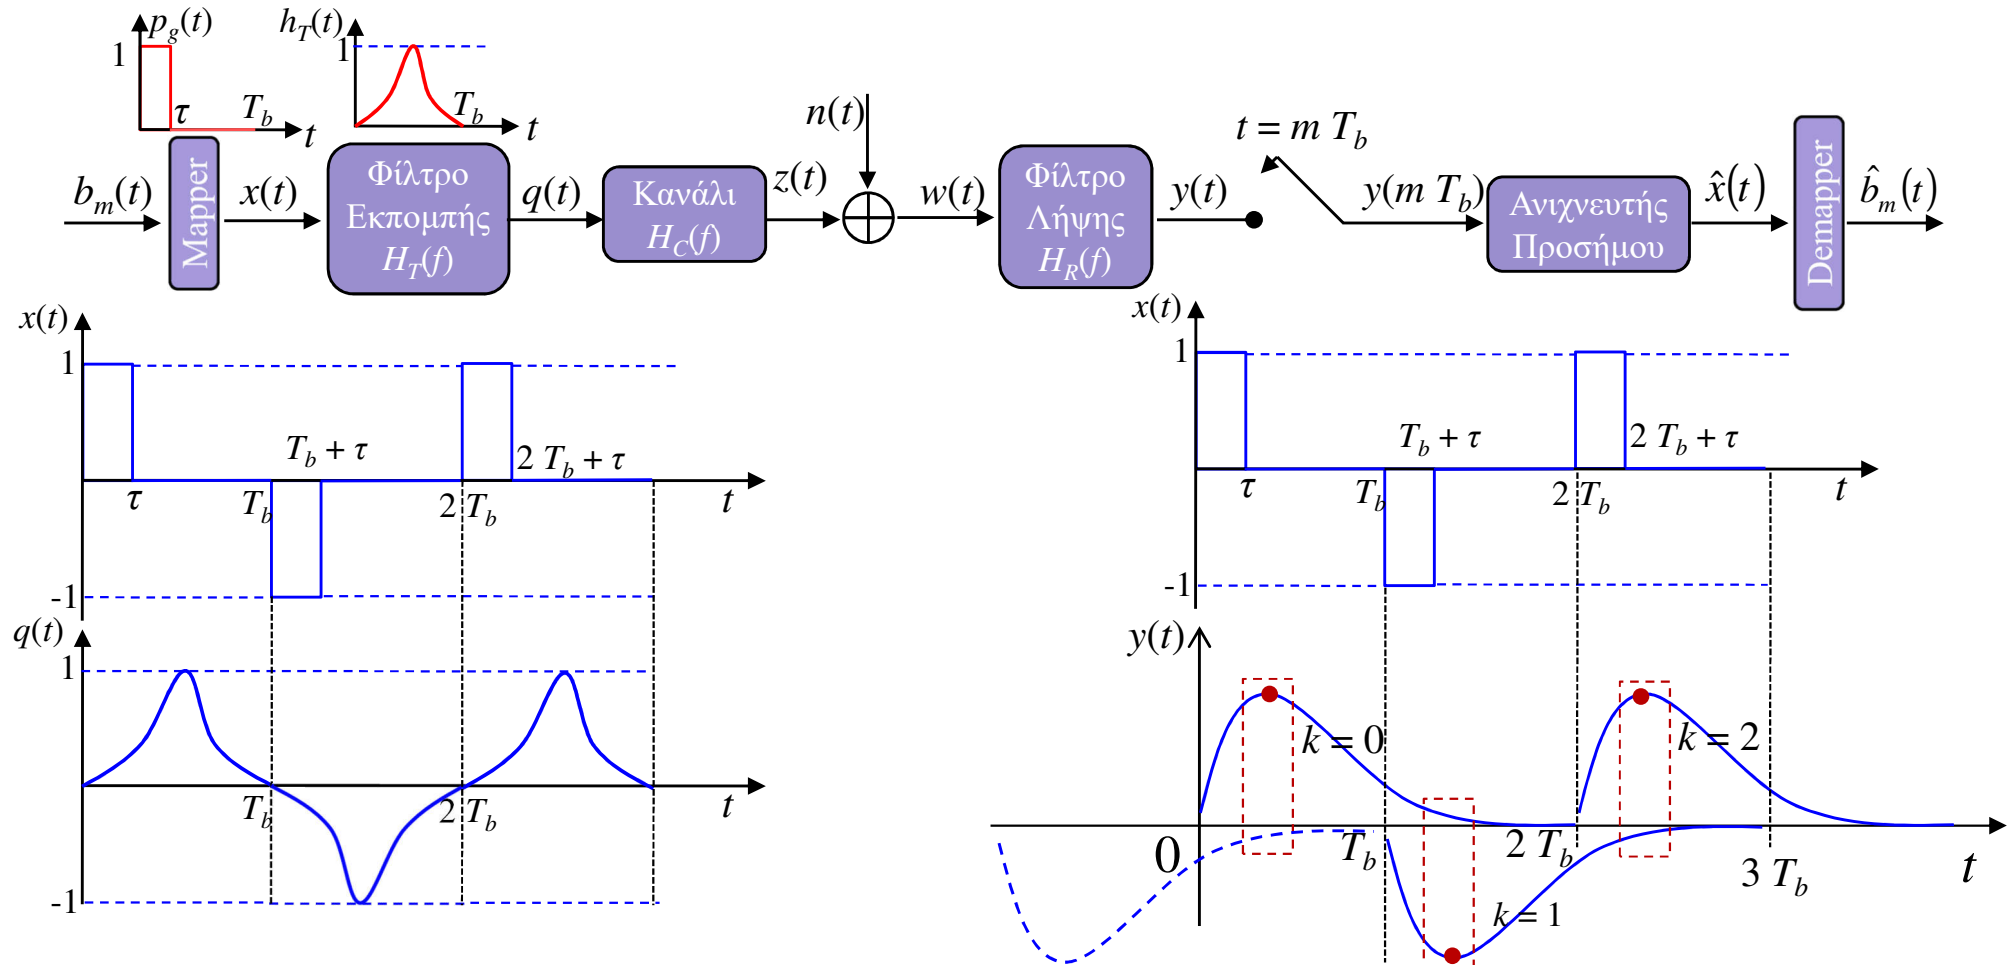 p_g(t)
1
τ
T_b
t
h_T(t)
1
T_b
t
b_m(t)
Mapper
x(t)
Φίλτρο
Εκπομπής
H_T(f)
q(t)
Κανάλι
H_C(f)
z(t)
n(t)
w(t)
Φίλτρο
Λήψης
H_R(f)
y(t)
t = m T_b
y(m T_b)
Ανιχνευτής
Προσήμου
x̂(t)
Demapper
b̂_m(t)
x(t)
1
T_b + τ
2 T_b + τ
τ
T_b
2 T_b
t
-1
q(t)
1
T_b
2 T_b
t
-1
x(t)
1
T_b + τ
2 T_b + τ
τ
T_b
2 T_b
t
-1
y(t)
k = 0
k = 2
0
T_b
2 T_b
3 T_b
t
k = 1